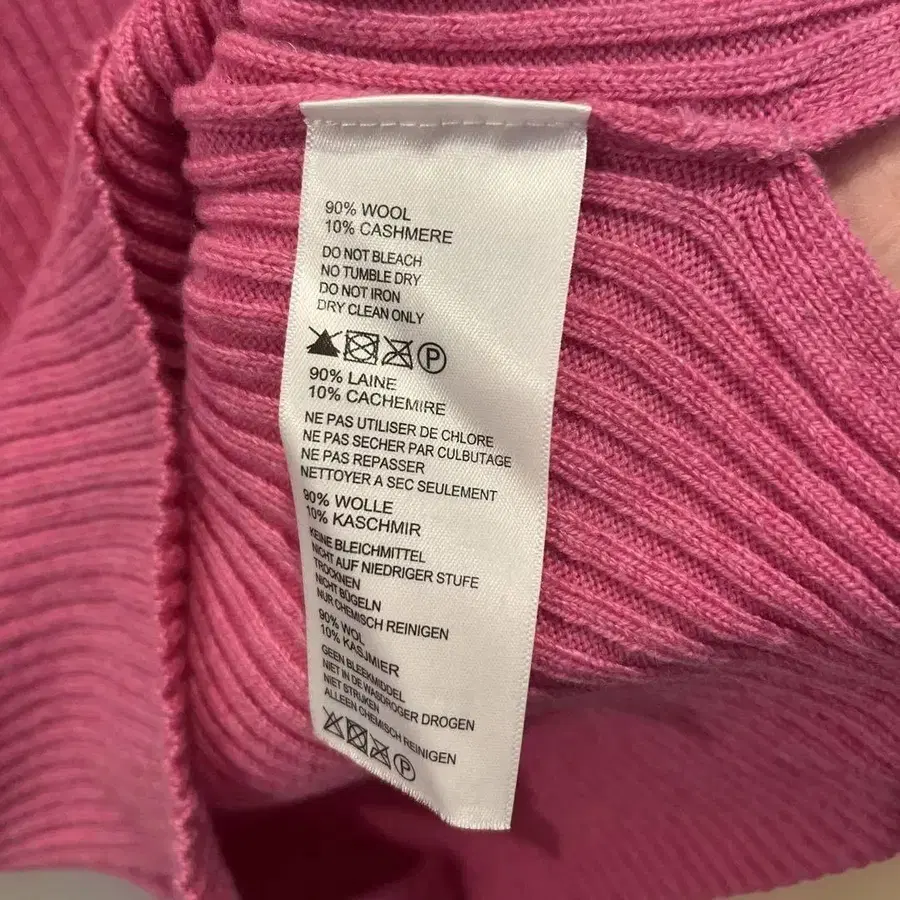 90% WOOL
10% CASHMERE
DO NOT BLEACH
NO TUMBLE DRY
DO NOT IRON
DRY CLEAN ONLY
P
90% LAINE
10% CACHEMIRE
NE PAS UTILISER DE CHLORE
NE PAS SECHER PAR CULBUTAGE
NE PAS REPASSER
NETTOYER A SEC SEULEMENT
90% WOLLE
10% KASCHMIR
KEINE BLEICHMITTEL
NICHT AUF NIEDRIGER STUFE
TROCKNEN
NICHT BÜGELN
NUR CHEMISCH REINIGEN
90% WOL
10% KASJMIER
GEEN BLEEKMIDDEL
NIET IN DE WASDROGER DROGEN
NIET STRIJKEN
ALLEEN CHEMISCH REINIGEN
P